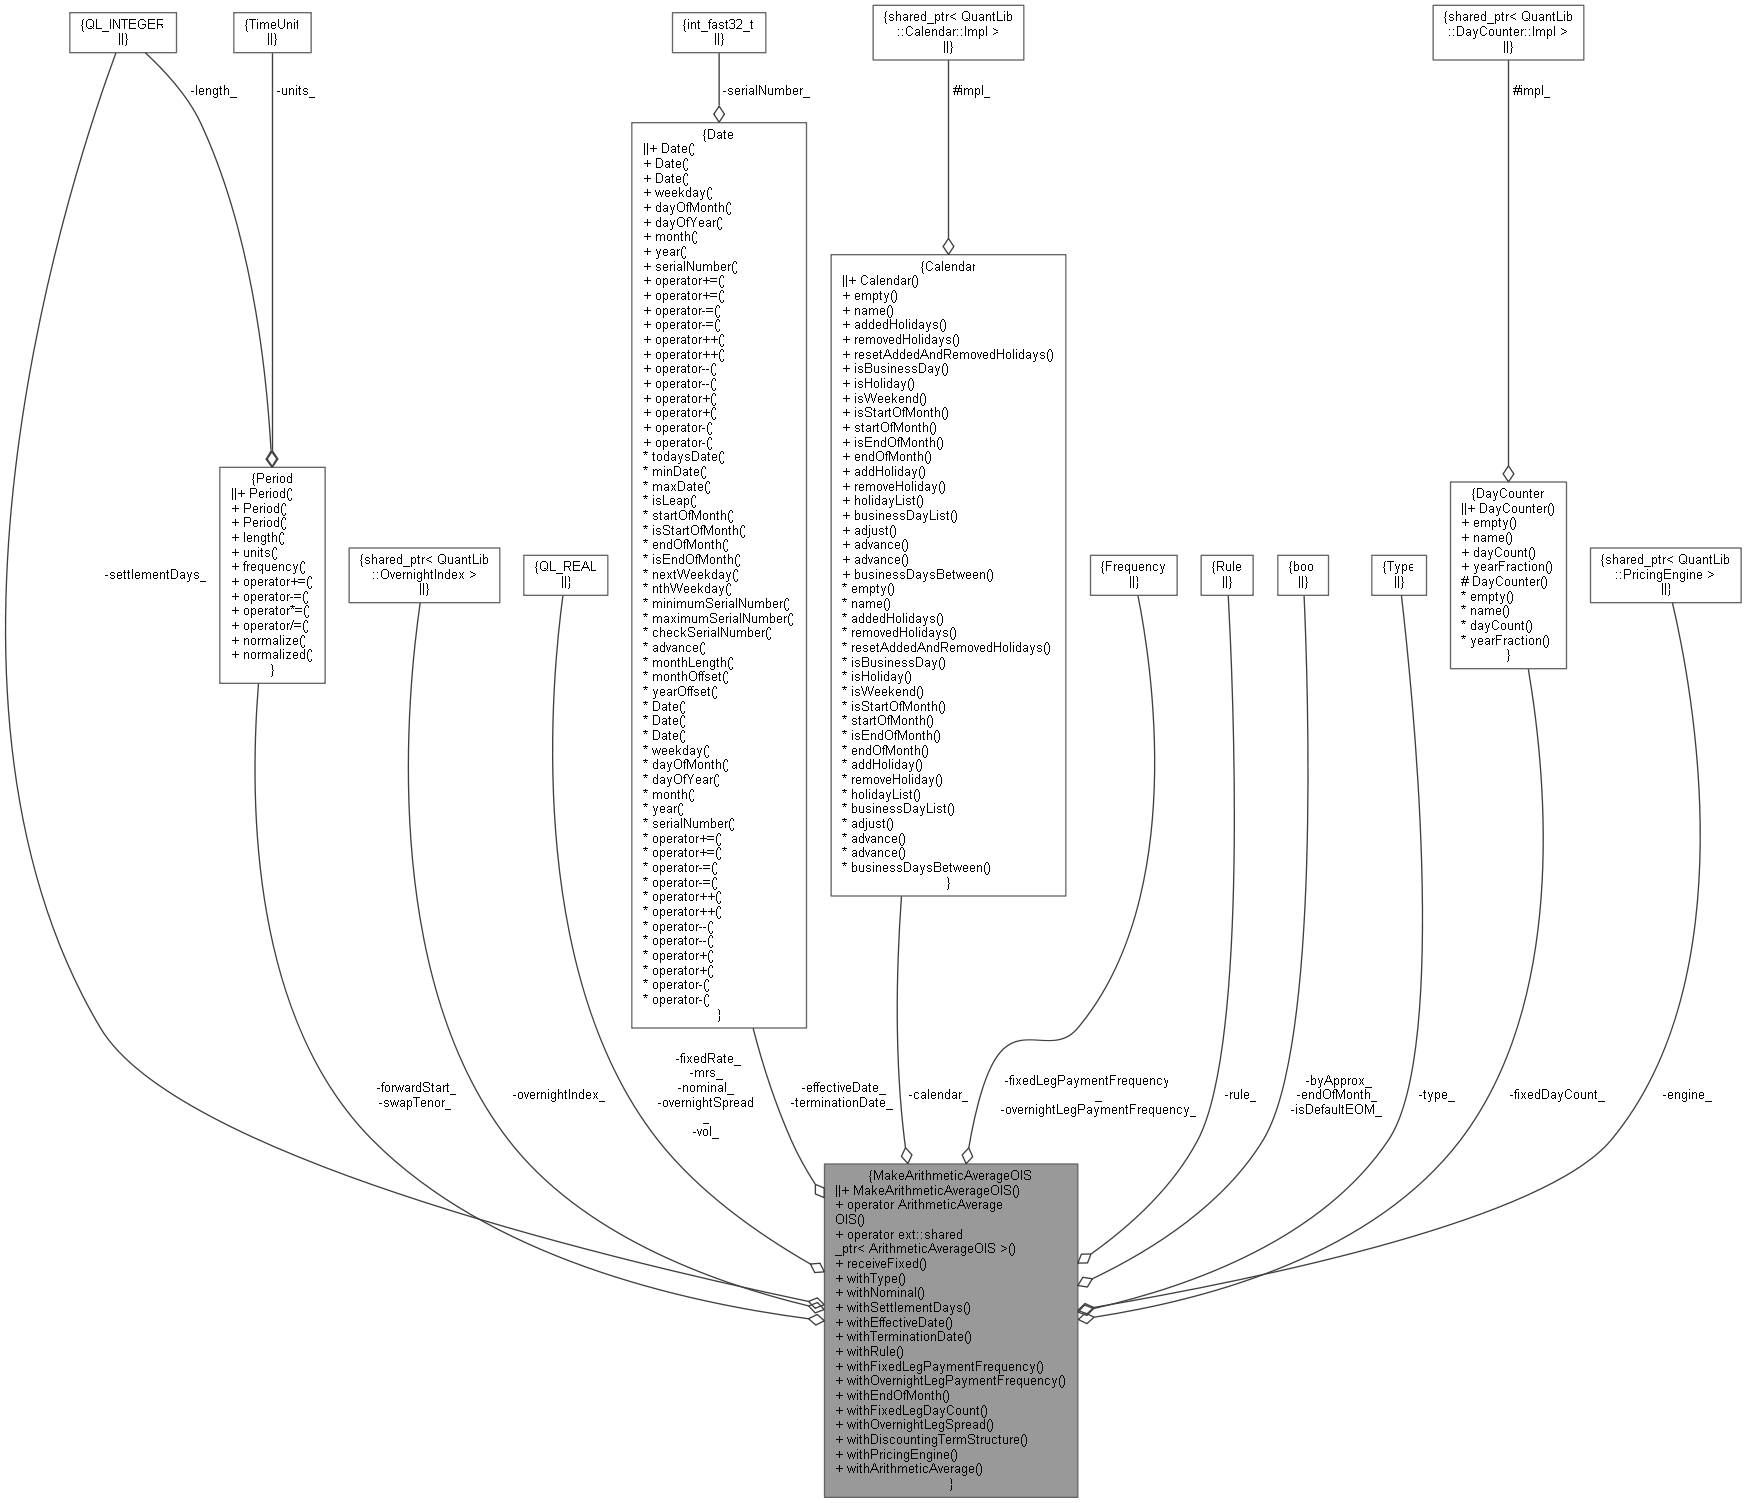 {QL_INTEGER
||}
{TimeUnit
||}
{int_fast32_t
||}
{shared_ptr< QuantLib
::Calendar::Impl >
||}
{shared_ptr< QuantLib
::DayCounter::Impl >
||}
-length_
-units_
-serialNumber_
#impl_
#impl_
{Date
||+ Date(
+ Date(
+ Date(
+ weekday(
+ dayOfMonth(
+ dayOfYear(
+ month(
+ year(
+ serialNumber(
+ operator+=(
+ operator+=(
+ operator-=(
+ operator-=(
+ operator++(
+ operator++(
+ operator--(
+ operator--(
+ operator+(
+ operator+(
+ operator-(
+ operator-(
* todaysDate(
* minDate(
* maxDate(
* isLeap(
* startOfMonth(
* isStartOfMonth(
* endOfMonth(
* isEndOfMonth(
* nextWeekday(
* nthWeekday(
* minimumSerialNumber(
* maximumSerialNumber(
* checkSerialNumber(
* advance(
* monthLength(
* monthOffset(
* yearOffset(
* Date(
* Date(
* Date(
* weekday(
* dayOfMonth(
* dayOfYear(
* month(
* year(
* serialNumber(
* operator+=(
* operator+=(
* operator-=(
* operator-=(
* operator++(
* operator++(
* operator--(
* operator--(
* operator+(
* operator+(
* operator-(
* operator-(
}
{Calendar
||+ Calendar()
+ empty()
+ name()
+ addedHolidays()
+ removedHolidays()
+ resetAddedAndRemovedHolidays()
+ isBusinessDay()
+ isHoliday()
+ isWeekend()
+ isStartOfMonth()
+ startOfMonth()
+ isEndOfMonth()
+ endOfMonth()
+ addHoliday()
+ removeHoliday()
+ holidayList()
+ businessDayList()
+ adjust()
+ advance()
+ advance()
+ businessDaysBetween()
* empty()
* name()
* addedHolidays()
* removedHolidays()
* resetAddedAndRemovedHolidays()
* isBusinessDay()
* isHoliday()
* isWeekend()
* isStartOfMonth()
* startOfMonth()
* isEndOfMonth()
* endOfMonth()
* addHoliday()
* removeHoliday()
* holidayList()
* businessDayList()
* adjust()
* advance()
* advance()
* businessDaysBetween()
}
{Period
||+ Period(
+ Period(
+ Period(
+ length(
+ units(
+ frequency(
+ operator+=(
+ operator-=(
+ operator*=(
+ operator/=(
+ normalize(
+ normalized(
}
{DayCounter
||+ DayCounter()
+ empty()
+ name()
+ dayCount()
+ yearFraction()
# DayCounter()
* empty()
* name()
* dayCount()
* yearFraction()
}
-settlementDays_
{shared_ptr< QuantLib
::OvernightIndex >
||}
{QL_REAL
||}
{Frequency
||}
{Rule
||}
{boo
||}
{Type
||}
{shared_ptr< QuantLib
::PricingEngine >
||}
-forwardStart_
-swapTenor_
-overnightIndex_
-fixedRate_
-mrs_
-nominal_
-overnightSpread
_
-vol_
-effectiveDate_
-terminationDate_
-calendar_
-fixedLegPaymentFrequency
_
-overnightLegPaymentFrequency_
-rule_
-byApprox_
-endOfMonth_
-isDefaultEOM_
-type_
-fixedDayCount_
-engine_
{MakeArithmeticAverageOIS
||+ MakeArithmeticAverageOIS()
+ operator ArithmeticAverage
OIS()
+ operator ext::shared
_ptr< ArithmeticAverageOIS >()
+ receiveFixed()
+ withType()
+ withNominal()
+ withSettlementDays()
+ withEffectiveDate()
+ withTerminationDate()
+ withRule()
+ withFixedLegPaymentFrequency()
+ withOvernightLegPaymentFrequency()
+ withEndOfMonth()
+ withFixedLegDayCount()
+ withOvernightLegSpread()
+ withDiscountingTermStructure()
+ withPricingEngine()
+ withArithmeticAverage()
}